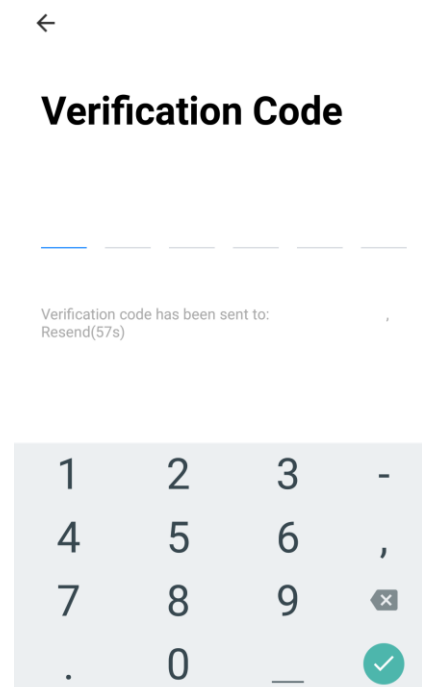 Verification Code
Verification code has been sent to: ,
Resend(57s)
1 2 3 -
4 5 6 ,
7 8 9
. 0 _